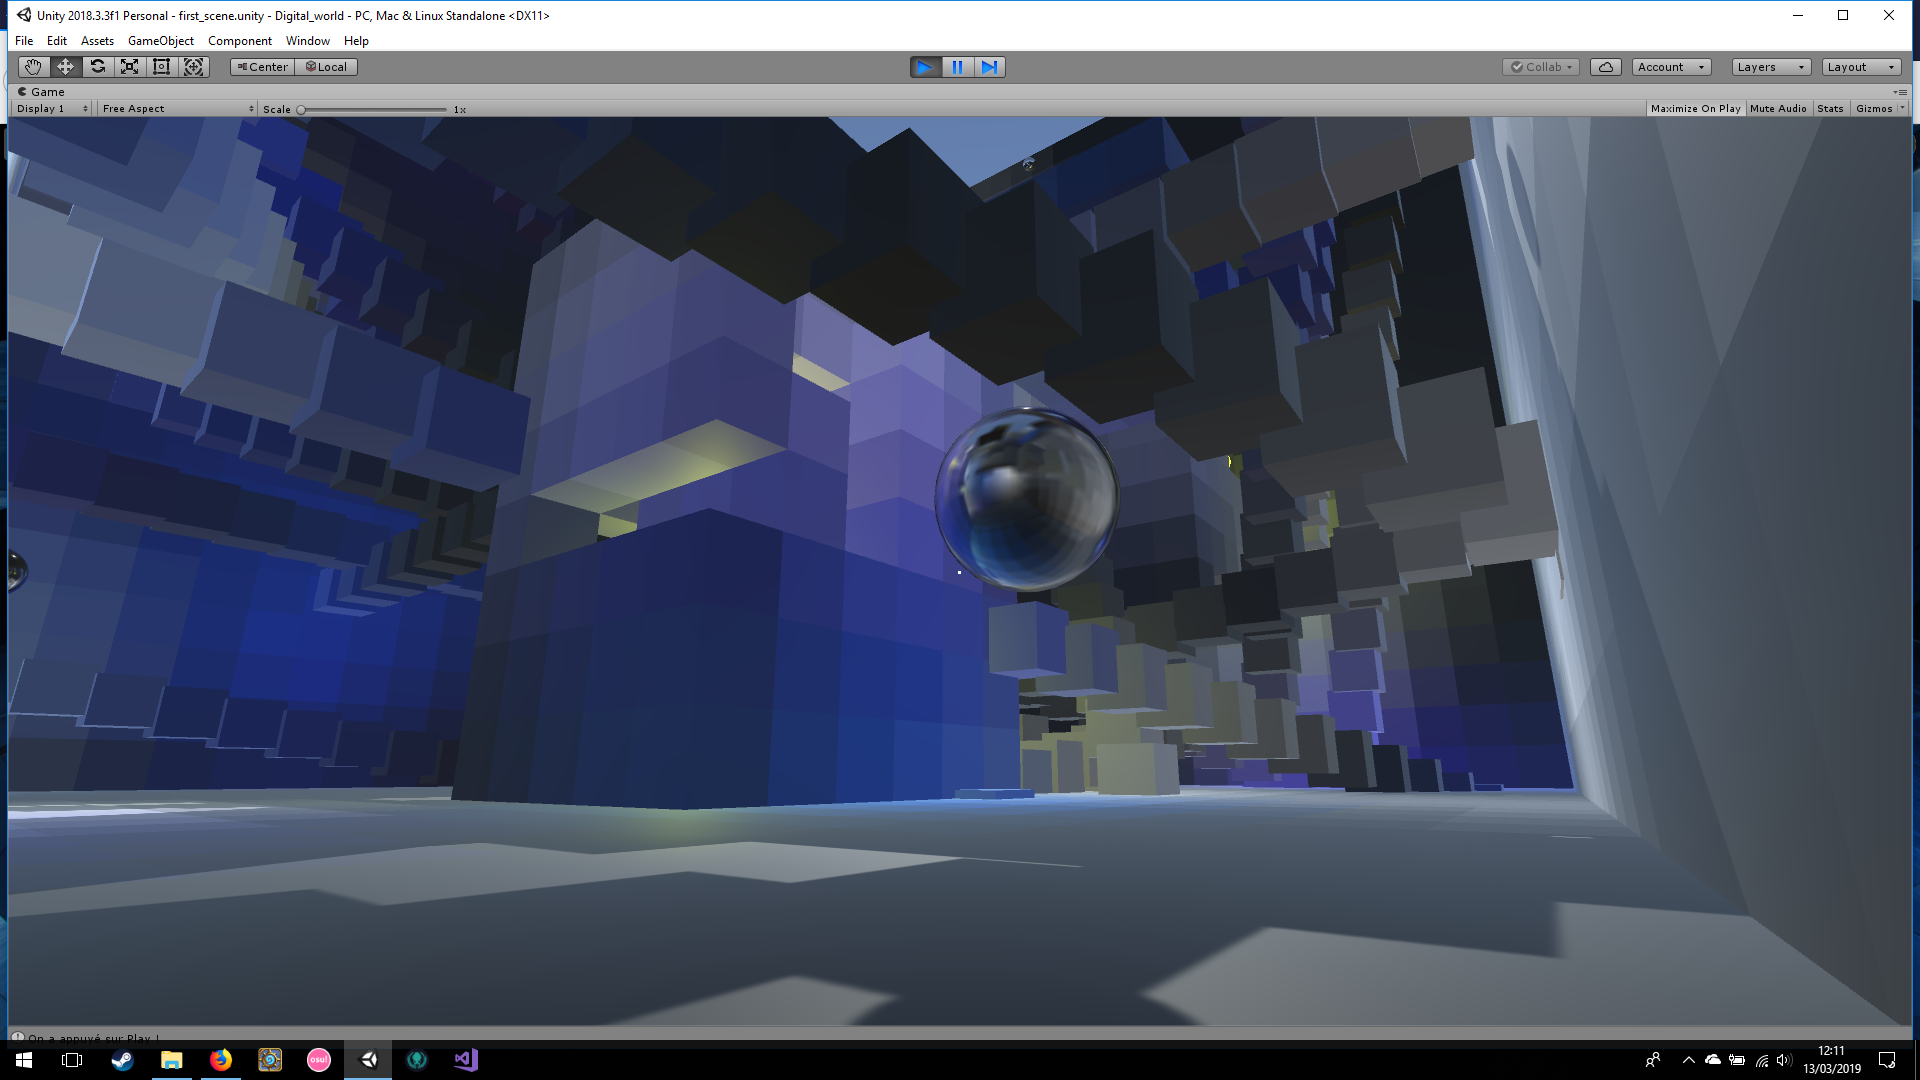 Unity 2018.3.3f1 Personal - first_scene.unity - Digital_world - PC, Mac & Linux Standalone <DX11>
File Edit Assets GameObject Component Window Help
Center Local Collab Account Layers Layout
Game
Display 1 Free Aspect Scale 1x Maximize On Play Mute Audio Stats Gizmos
On a appuyé sur Play !
osu!
12:11
13/03/2019